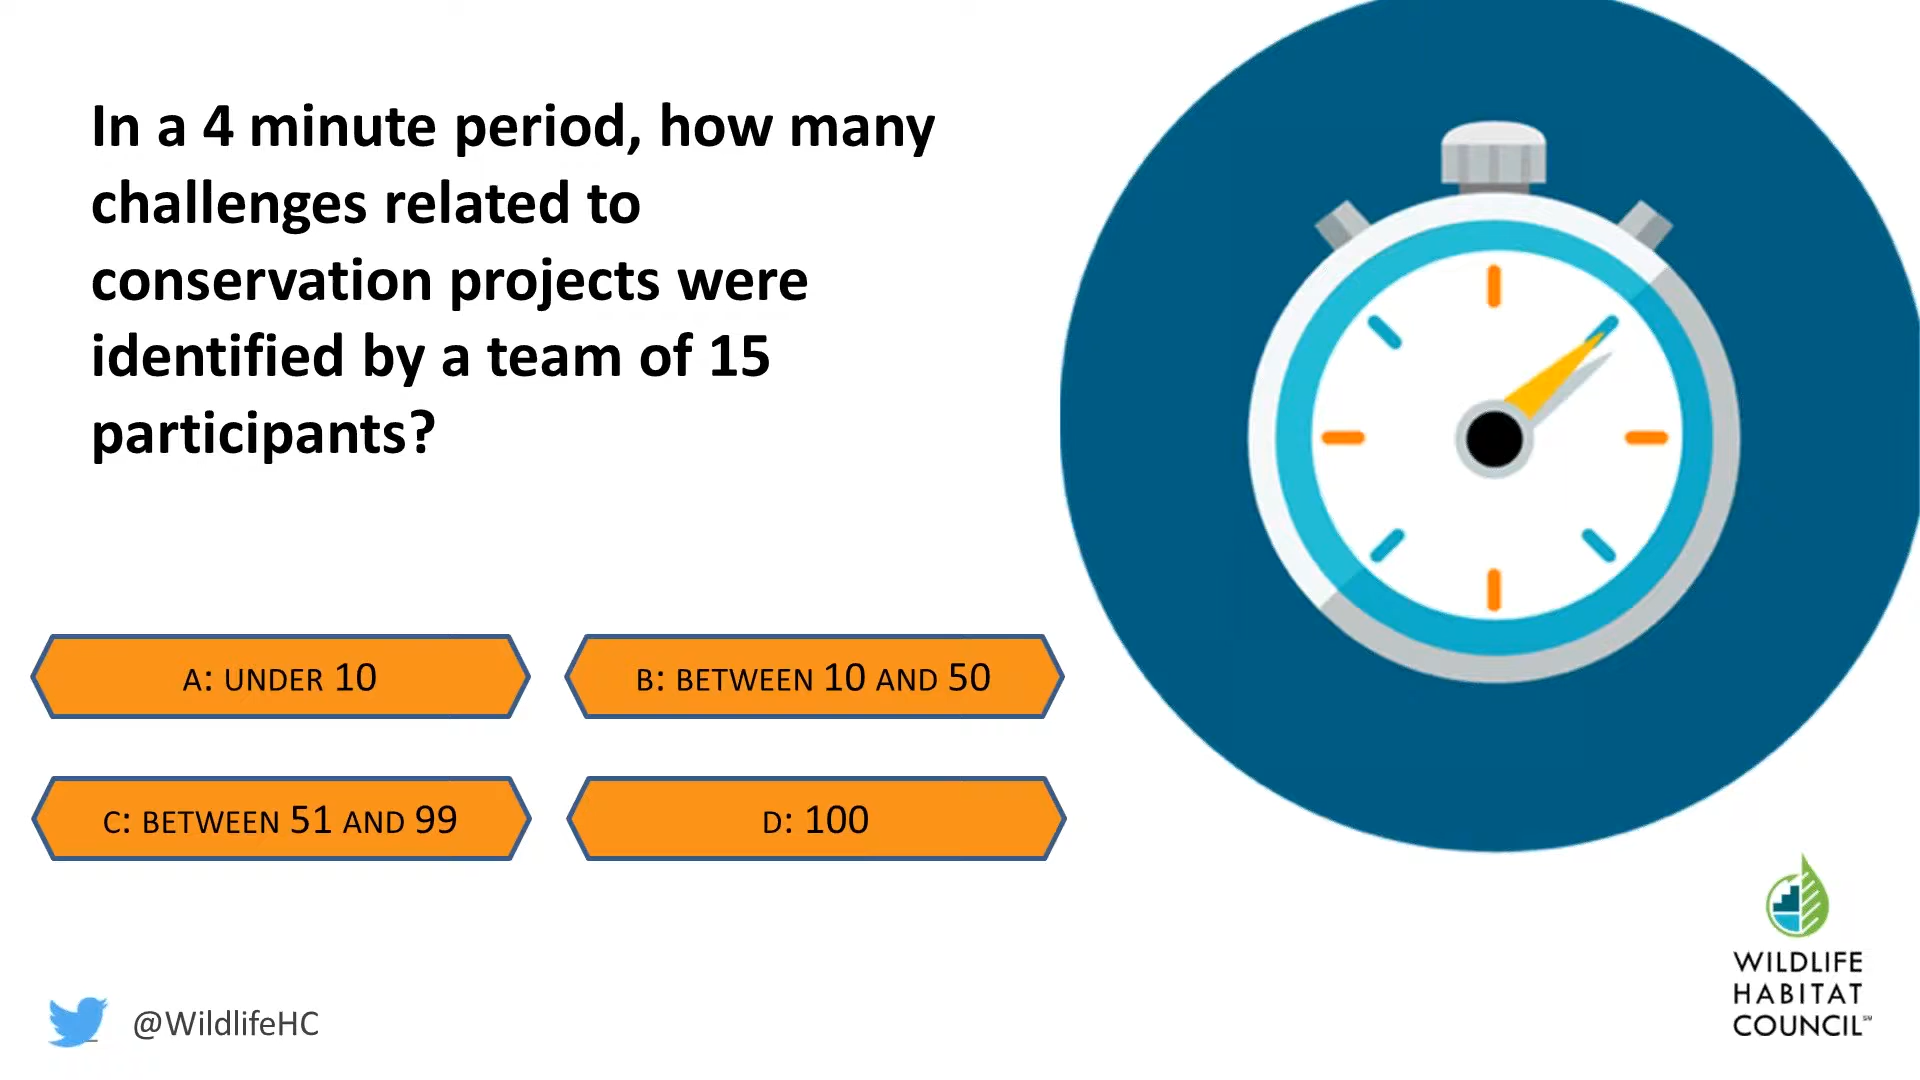 In a 4 minute period, how many
challenges related to
conservation projects were
identified by a team of 15
participants?
A: UNDER 10
B: BETWEEN 10 AND 50
C: BETWEEN 51 AND 99
D: 100
@WildlifeHC
WILDLIFE
HABITAT
COUNCIL℠